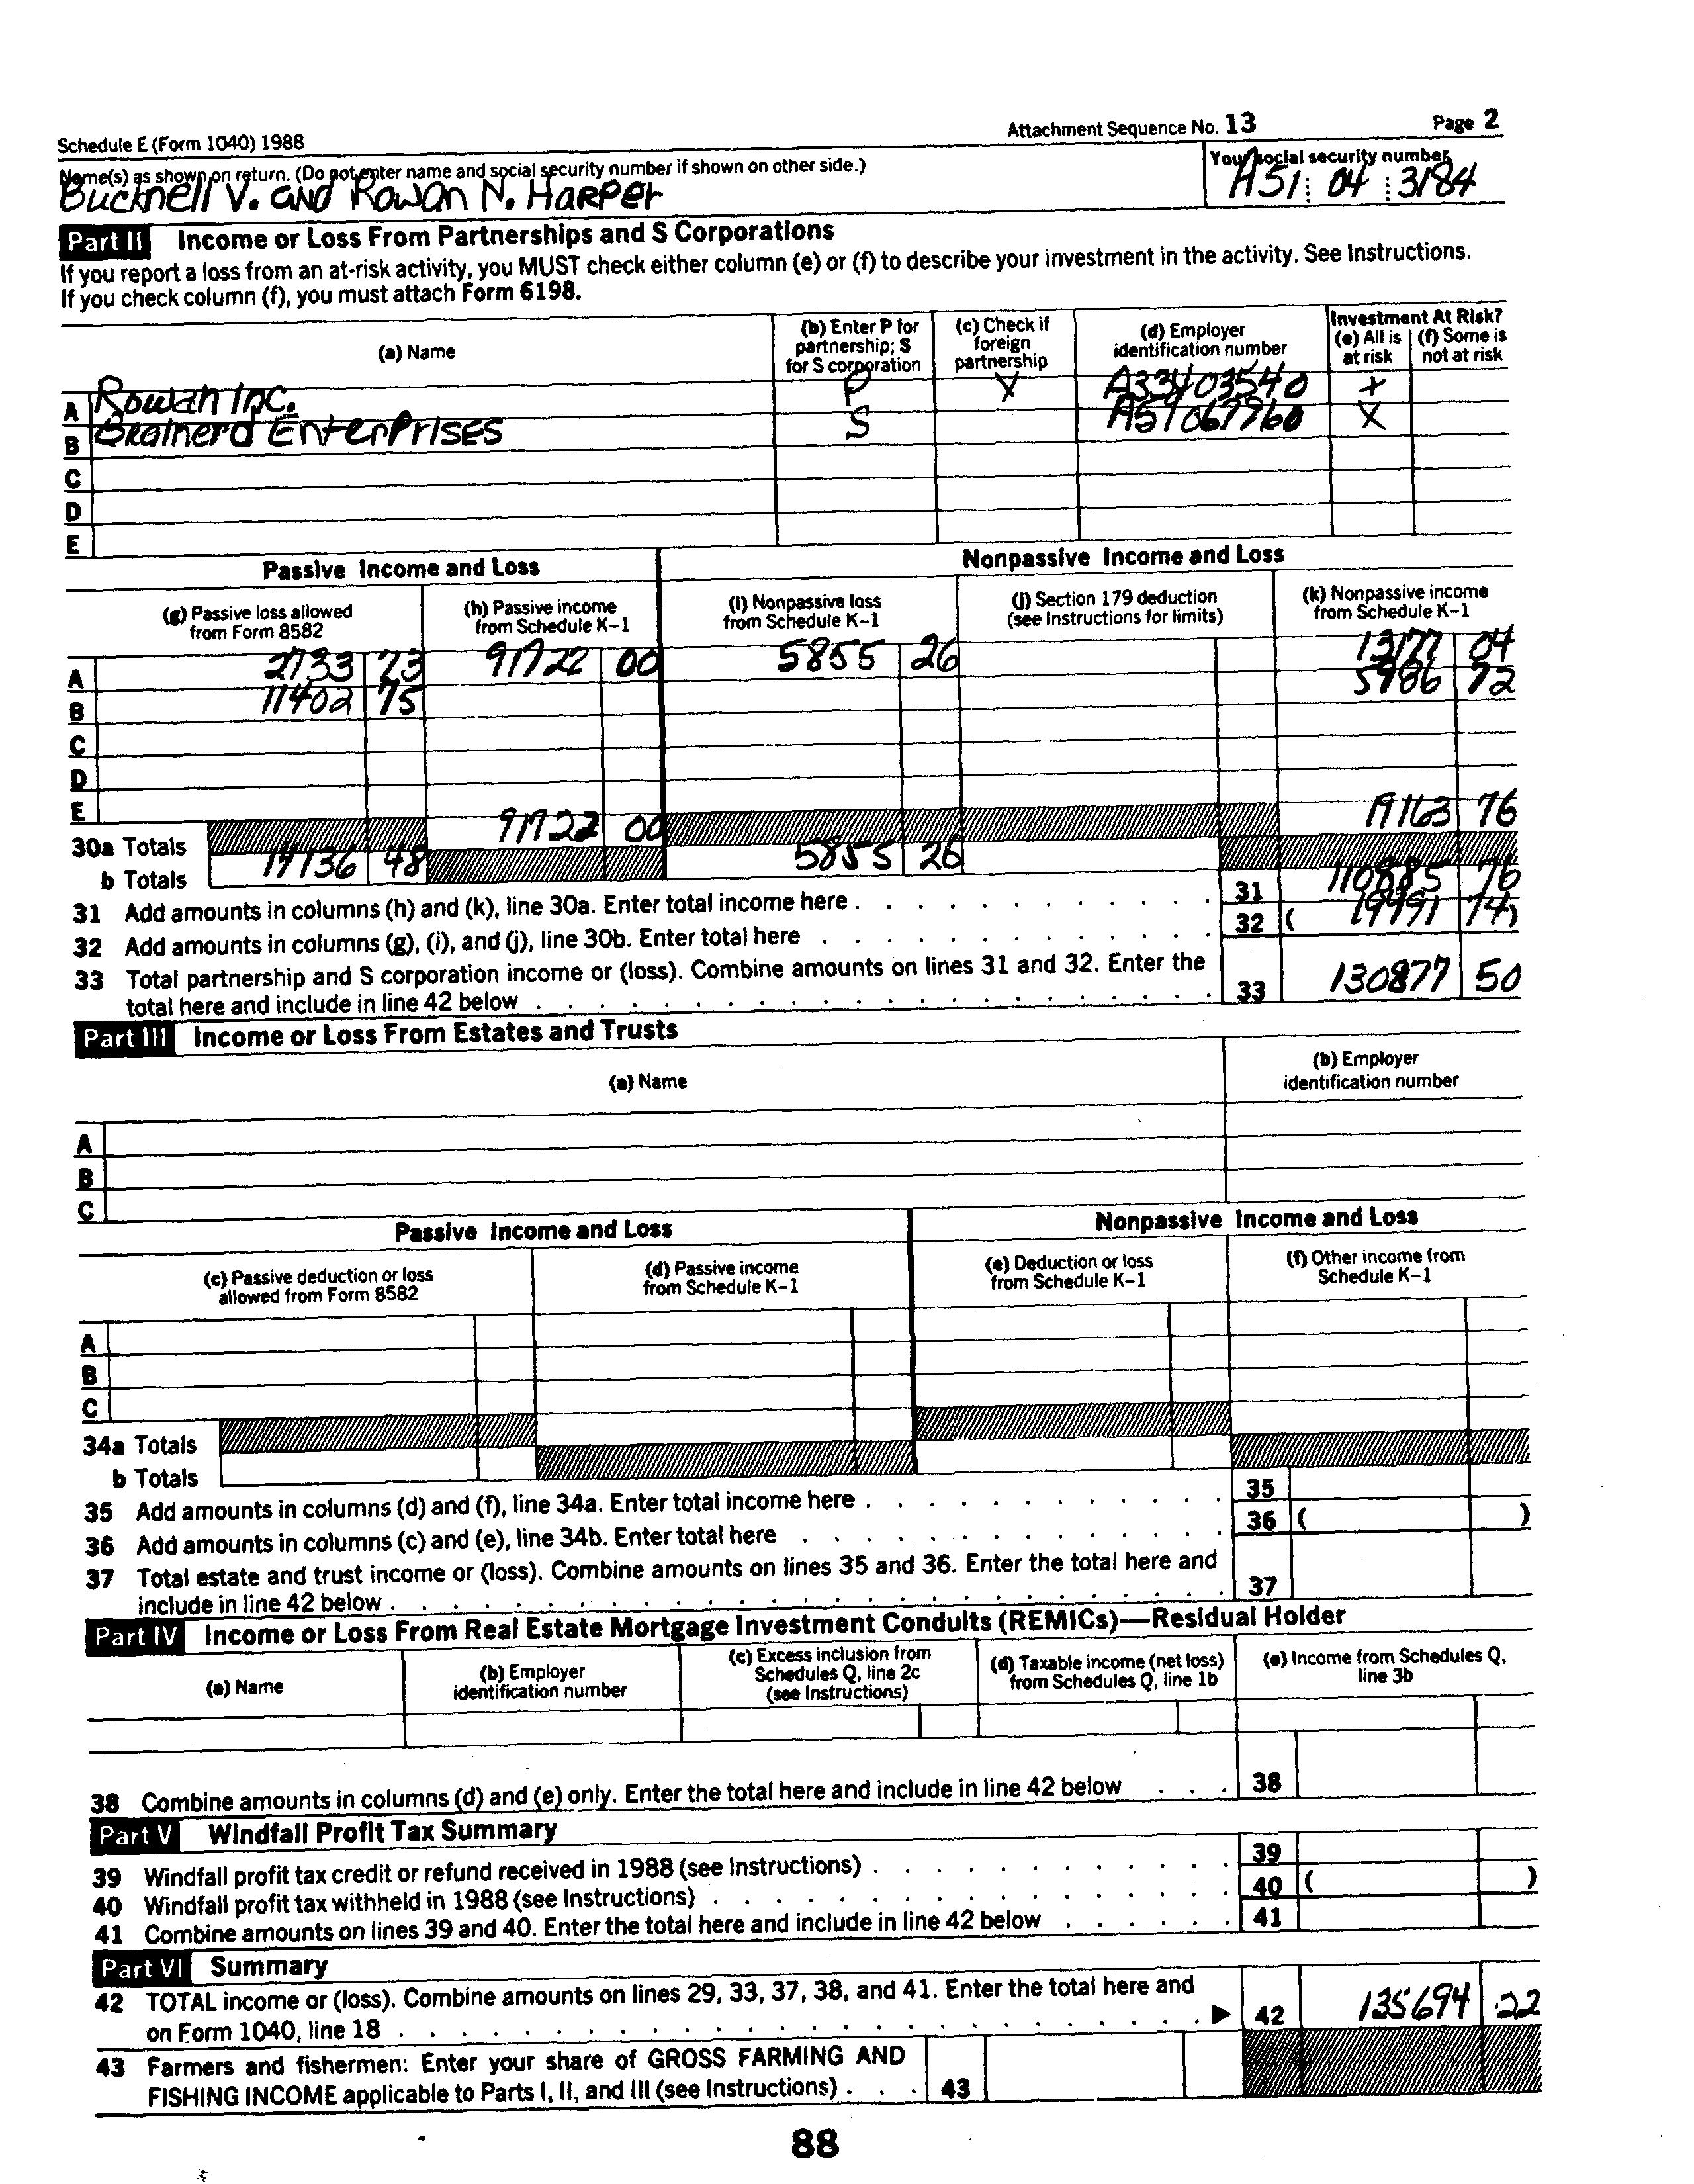 Schedule E (Form 1040) 1988 Attachment Sequence No. 13 Page 2
Name(s) as shown on return. (Do not enter name and social security number if shown on other side.) Your social security number
Bucknell V. and Rowan N. Harper A51 04 3184
Part II Income or Loss From Partnerships and S Corporations
If you report a loss from an at-risk activity, you MUST check either column (e) or (f) to describe your investment in the activity. See Instructions.
If you check column (f), you must attach Form 6198.
(a) Name (b) Enter P for partnership; S for S corporation (c) Check if foreign partnership (d) Employer identification number Investment At Risk? (e) All is at risk (f) Some is not at risk
A Rowan Inc. P X A33403540 X
B Brainerd Enterprises S A51067960 X
C
D
E
Passive Income and Loss Nonpassive Income and Loss
(g) Passive loss allowed from Form 8582 (h) Passive income from Schedule K-1 (i) Nonpassive loss from Schedule K-1 (j) Section 179 deduction (see Instructions for limits) (k) Nonpassive income from Schedule K-1
A 2733 73 91722 00 5855 26 13177 04
B 11402 75 5986 72
C
D
E
30a Totals 91722 00 19163 76
b Totals 14136 48 5855 26
31 Add amounts in columns (h) and (k), line 30a. Enter total income here 31 110885 76
32 Add amounts in columns (g), (i), and (j), line 30b. Enter total here 32 ( 19991 74)
33 Total partnership and S corporation income or (loss). Combine amounts on lines 31 and 32. Enter the
total here and include in line 42 below 33 130877 50
Part III Income or Loss From Estates and Trusts
(a) Name (b) Employer identification number
A
B
C
Passive Income and Loss Nonpassive Income and Loss
(c) Passive deduction or loss allowed from Form 8582 (d) Passive income from Schedule K-1 (e) Deduction or loss from Schedule K-1 (f) Other income from Schedule K-1
A
B
C
34a Totals
b Totals
35 Add amounts in columns (d) and (f), line 34a. Enter total income here 35
36 Add amounts in columns (c) and (e), line 34b. Enter total here 36 ( )
37 Total estate and trust income or (loss). Combine amounts on lines 35 and 36. Enter the total here and
include in line 42 below 37
Part IV Income or Loss From Real Estate Mortgage Investment Conduits (REMICs)—Residual Holder
(a) Name (b) Employer identification number (c) Excess inclusion from Schedules Q, line 2c (see Instructions) (d) Taxable income (net loss) from Schedules Q, line 1b (e) Income from Schedules Q, line 3b
38 Combine amounts in columns (d) and (e) only. Enter the total here and include in line 42 below 38
Part V Windfall Profit Tax Summary
39 Windfall profit tax credit or refund received in 1988 (see Instructions) 39
40 Windfall profit tax withheld in 1988 (see Instructions) 40 ( )
41 Combine amounts on lines 39 and 40. Enter the total here and include in line 42 below 41
Part VI Summary
42 TOTAL income or (loss). Combine amounts on lines 29, 33, 37, 38, and 41. Enter the total here and
on Form 1040, line 18 ▶ 42 135694 22
43 Farmers and fishermen: Enter your share of GROSS FARMING AND
FISHING INCOME applicable to Parts I, II, and III (see Instructions) 43
88